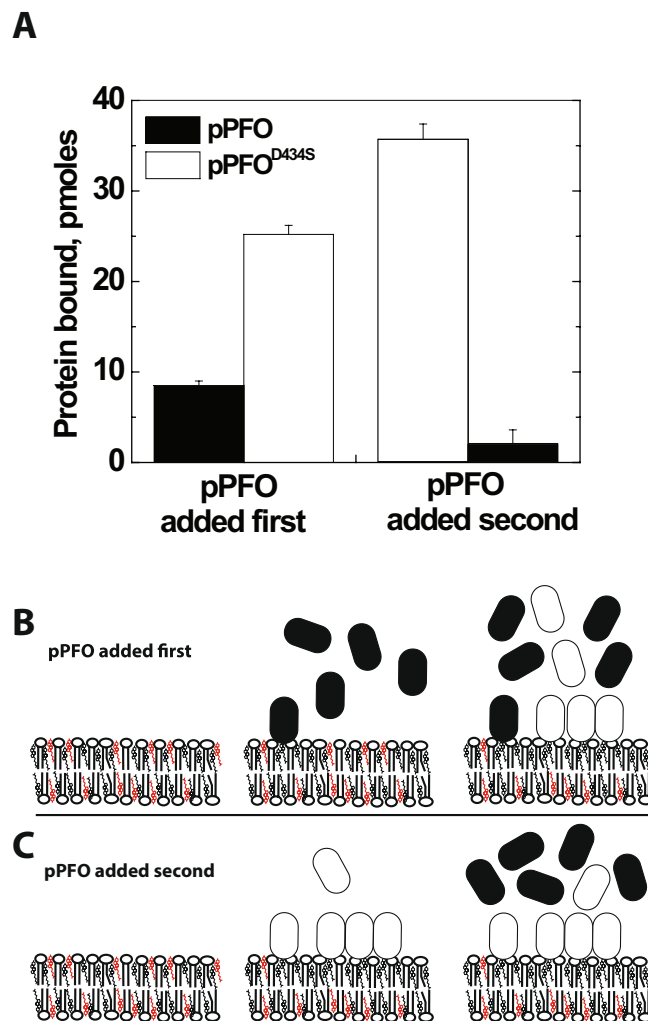 A
40
30
20
10
0
Protein bound, pmoles
pPFO
pPFO^D434S
pPFO
added first
pPFO
added second
B
pPFO added first
C
pPFO added second